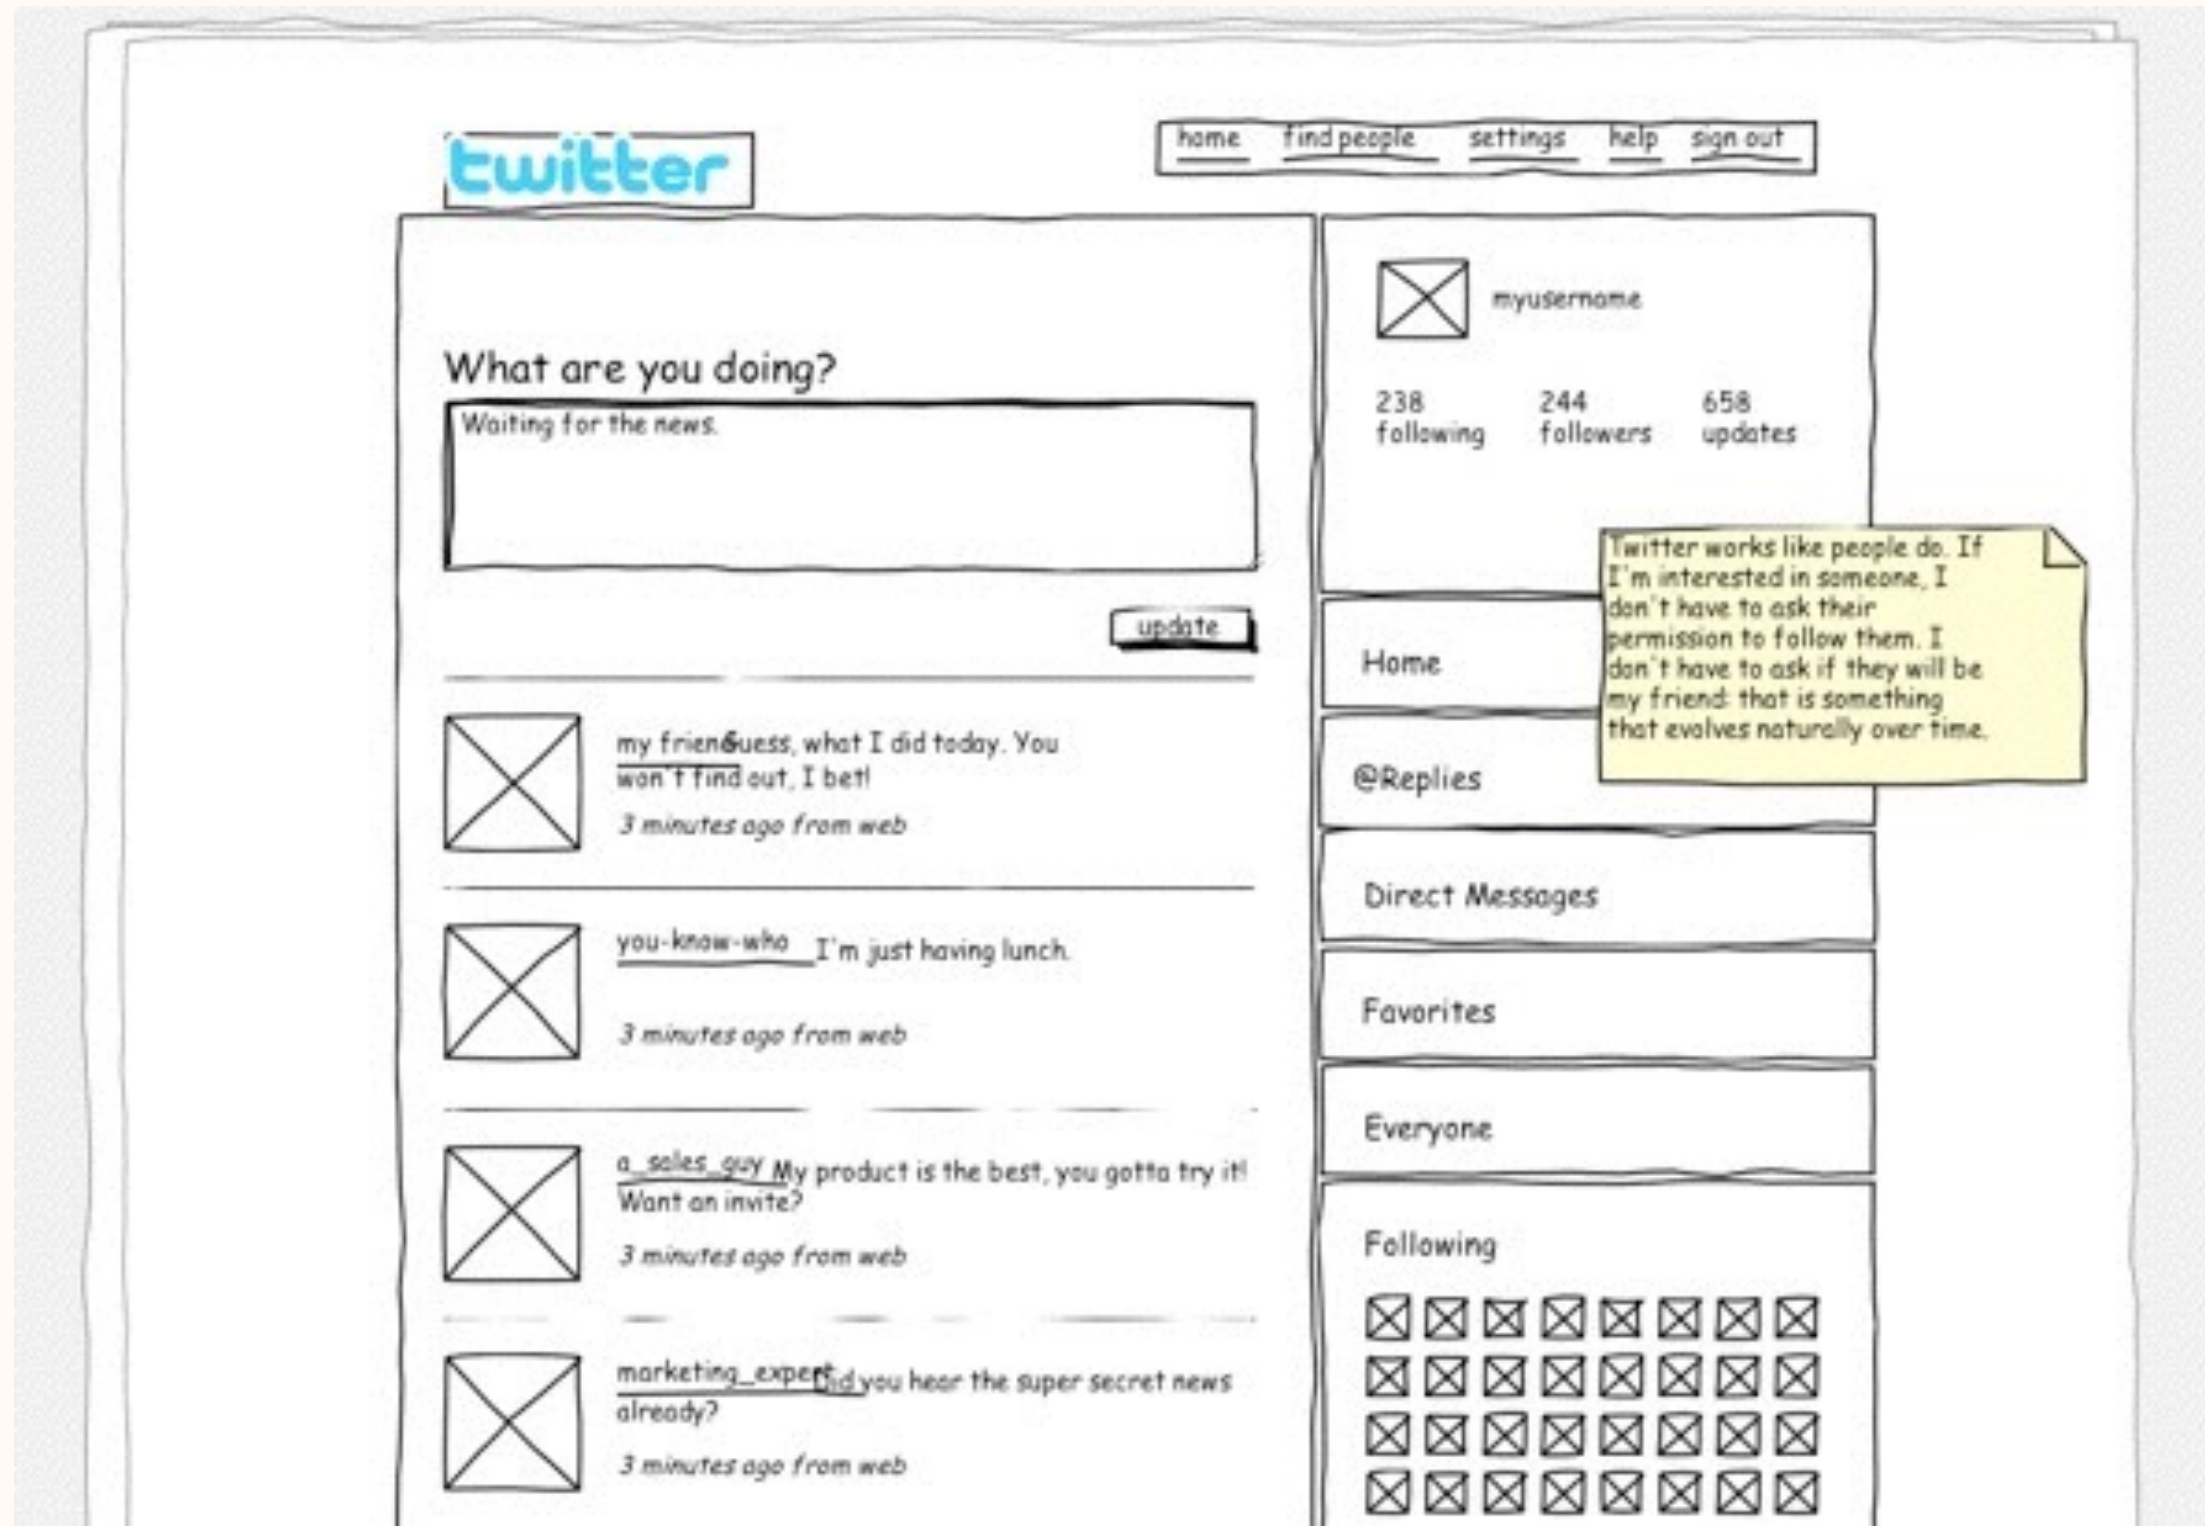 twitter
home find people settings help sign out
What are you doing?
Waiting for the news.
update
my friend Guess, what I did today. You
won't find out, I bet!
3 minutes ago from web
you-know-who I'm just having lunch.
3 minutes ago from web
a_sales_guy My product is the best, you gotta try it!
Want an invite?
3 minutes ago from web
marketing_expert Did you hear the super secret news
already?
3 minutes ago from web
myusername
238 244 658
following followers updates
Twitter works like people do. If
I'm interested in someone, I
don't have to ask their
permission to follow them. I
don't have to ask if they will be
my friend: that is something
that evolves naturally over time.
Home
@Replies
Direct Messages
Favorites
Everyone
Following